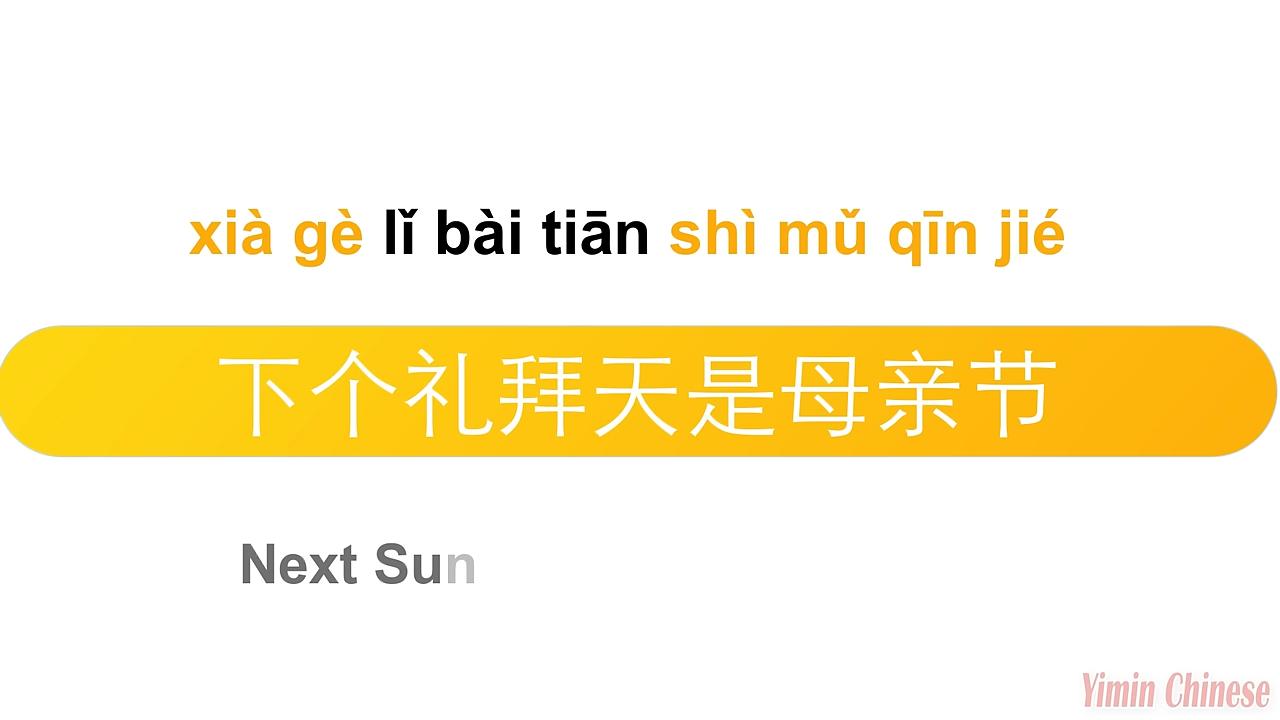 xià gè lǐ bài tiān shì mǔ qīn jié
下个礼拜天是母亲节
Next Sun
Yimin Chinese